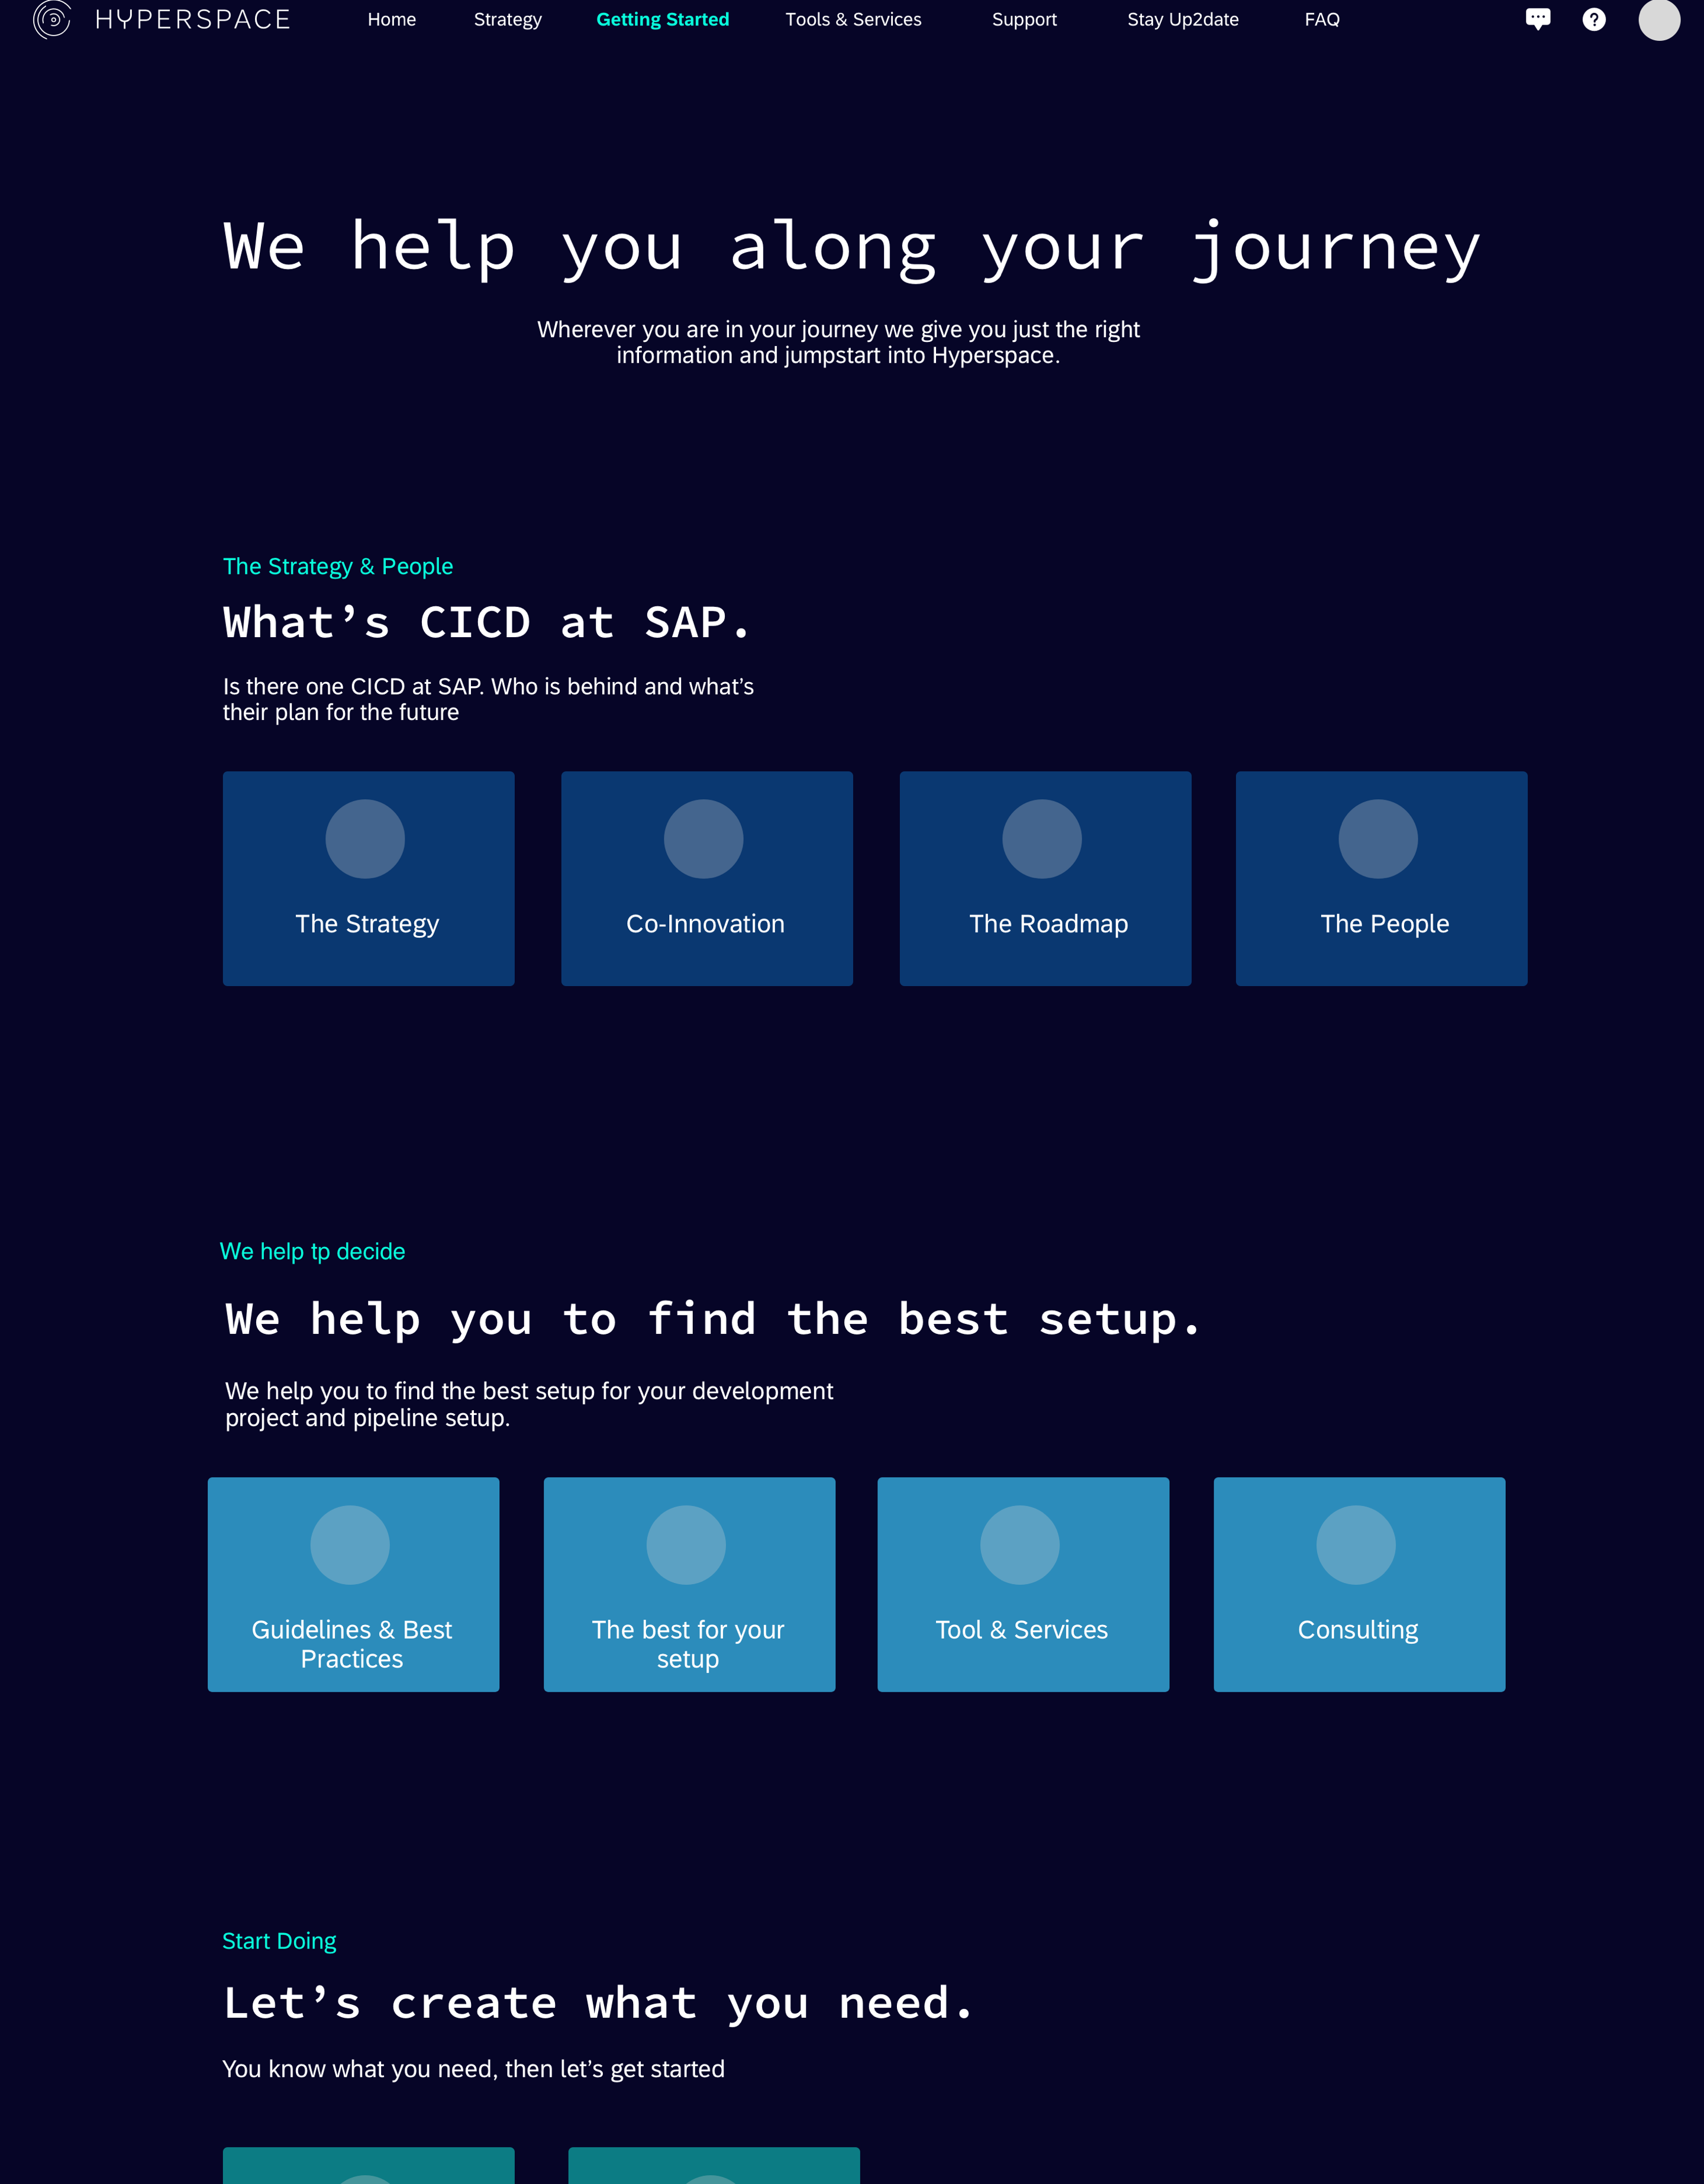 HYPERSPACE Home Strategy Getting Started Tools & Services Support Stay Up2date FAQ
We help you along your journey
Wherever you are in your journey we give you just the right
information and jumpstart into Hyperspace.
The Strategy & People
What’s CICD at SAP.
Is there one CICD at SAP. Who is behind and what’s
their plan for the future
The Strategy Co-Innovation The Roadmap The People
We help tp decide
We help you to find the best setup.
We help you to find the best setup for your development
project and pipeline setup.
Guidelines & Best
Practices
The best for your
setup
Tool & Services
Consulting
Start Doing
Let’s create what you need.
You know what you need, then let’s get started